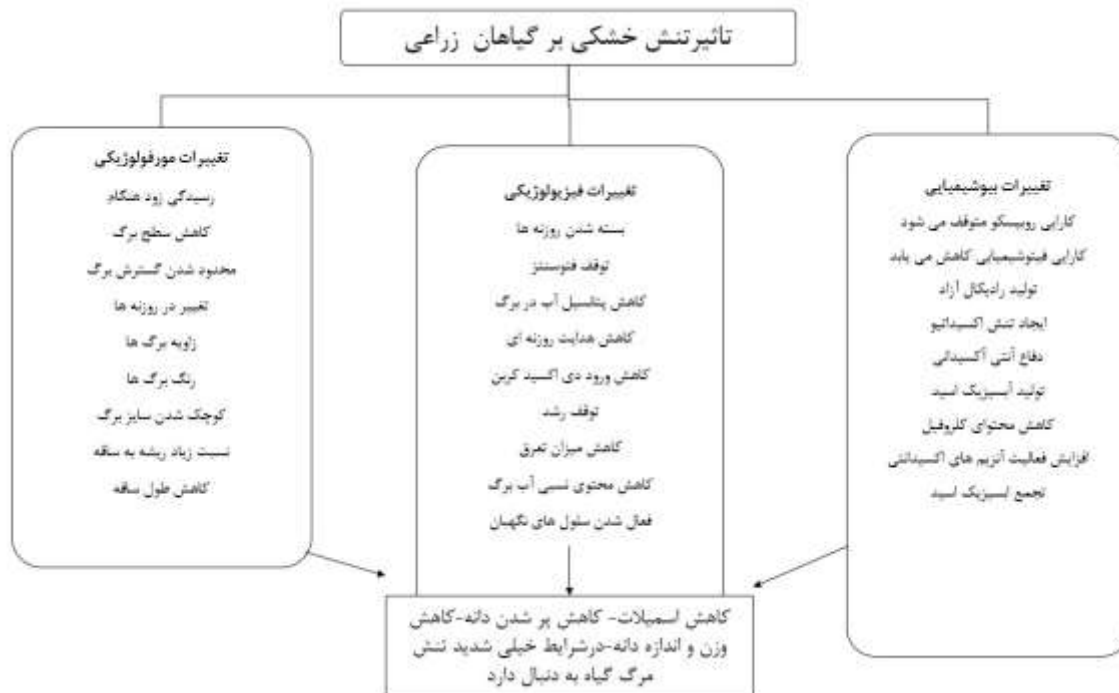 تاثیرتنش خشکی بر گیاهان زراعی
تغییرات بیوشیمیایی
کارایی روبیسکو متوقف می شود
کارایی فیتوشیمیایی کاهش می یابد
تولید رادیکال آزاد
ایجاد تنش اکسیداتیو
دفاع آنتی آکسیدانی
تولید آبسیزیک اسید
کاهش محتوای کلروفیل
افزایش فعالیت آنزیم های اکسیدانتی
تجمع ابسیزیک اسید
تغییرات فیزیولوژیکی
بسته شدن روزنه ها
توقف فتوسنتز
کاهش پتانسیل آب در برگ
کاهش هدایت روزنه ای
کاهش ورود دی اکسید کربن
توقف رشد
کاهش میزان تعرق
کاهش محتوی نسبی آب برگ
فعال شدن سلول های نگهبان
تغییرات مورفولوژیکی
رسیدگی زود هنگام
کاهش سطح برگ
محدود شدن گسترش برگ
تغییر در روزنه ها
زاویه برگ ها
رنگ برگ ها
کوچک شدن سایز برگ
نسبت زیاد ریشه به ساقه
کاهش طول ساقه
کاهش اسمیلات- کاهش پر شدن دانه-کاهش
وزن و اندازه دانه-درشرایط خیلی شدید تنش
مرگ گیاه به دنبال دارد